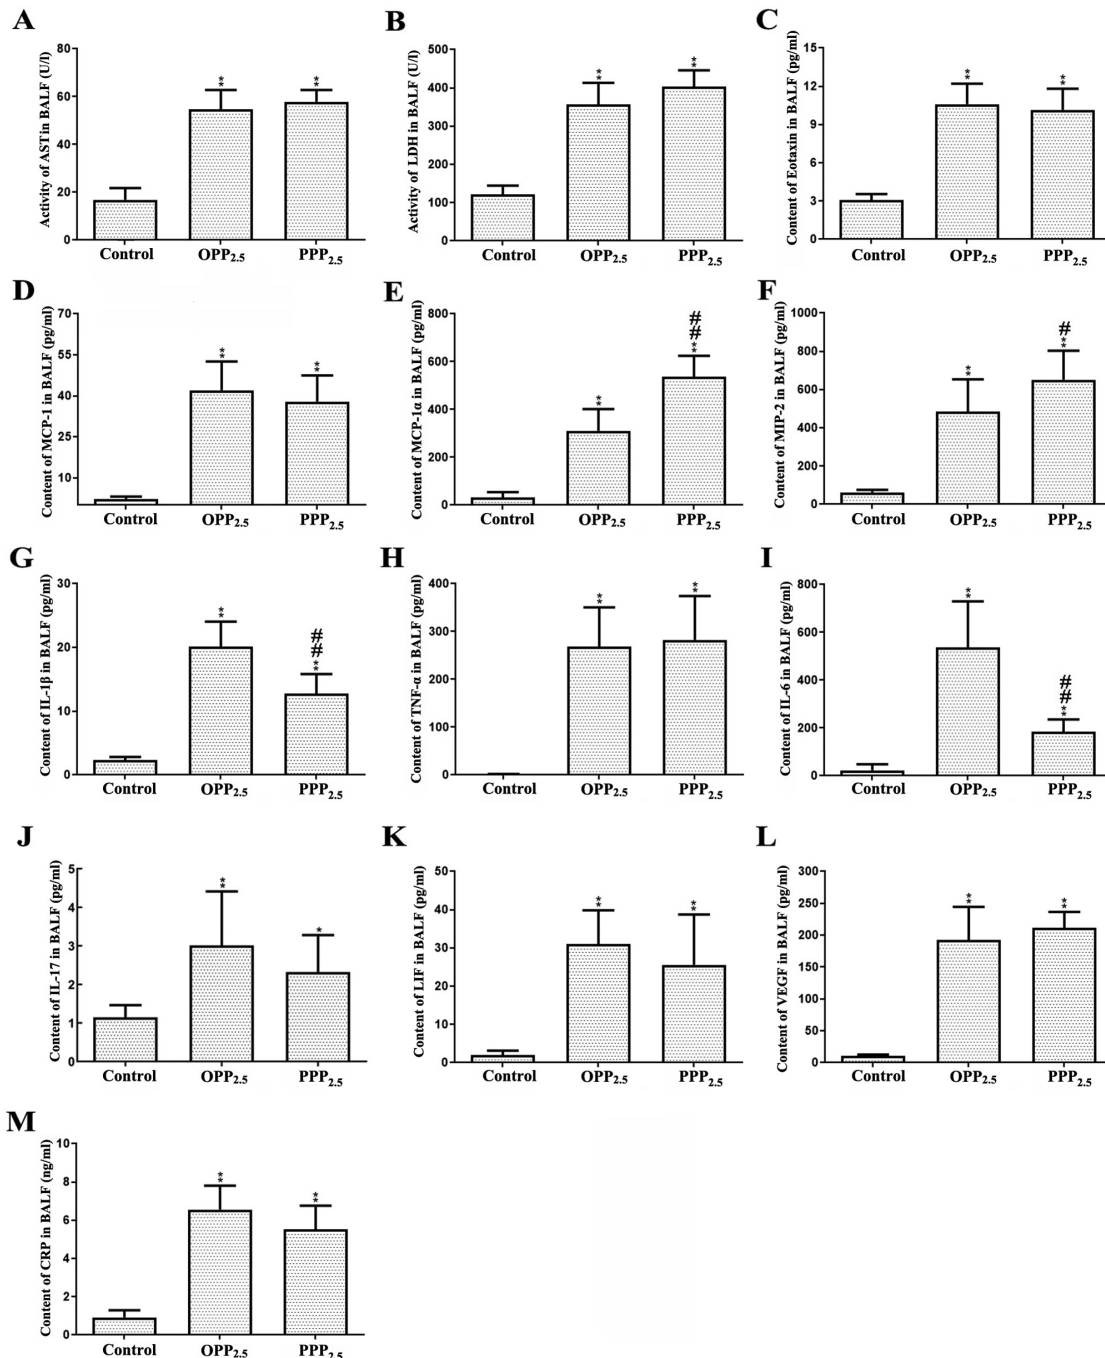 A
Activity of ASTin BALF (U/l)
80
60
40
20
0
Control OPP2.5 PPP2.5
** **
B
Activity of LDH in BALF (U/l)
500
400
300
200
100
0
Control OPP2.5 PPP2.5
** **
C
Content of Eotaxin in BALF (pg/ml)
15
12
9
6
3
0
Control OPP2.5 PPP2.5
** **
D
Content of MCP-1 in BALF (pg/ml)
70
55
40
25
10
Control OPP2.5 PPP2.5
** **
E
Content of MCP-1α in BALF (pg/ml)
800
600
400
200
0
Control OPP2.5 PPP2.5
** ##**
F
Content of MIP-2 in BALF (pg/ml)
1000
800
600
400
200
0
Control OPP2.5 PPP2.5
** #**
G
Content of IL-1β in BALF (pg/ml)
30
20
10
0
Control OPP2.5 PPP2.5
** ##**
H
Content of TNF-α in BALF (pg/ml)
400
300
200
100
0
Control OPP2.5 PPP2.5
** **
I
Content of IL-6 in BALF (pg/ml)
800
600
400
200
0
Control OPP2.5 PPP2.5
** ##**
J
Content of IL-17 in BALF (pg/ml)
5
4
3
2
1
0
Control OPP2.5 PPP2.5
** *
K
Content of LIF in BALF (pg/ml)
50
40
30
20
10
0
Control OPP2.5 PPP2.5
** **
L
Content of VEGF in BALF (pg/ml)
300
250
200
150
100
50
0
Control OPP2.5 PPP2.5
** **
M
Content of CRP in BALF (ng/ml)
10
8
6
4
2
0
Control OPP2.5 PPP2.5
** **